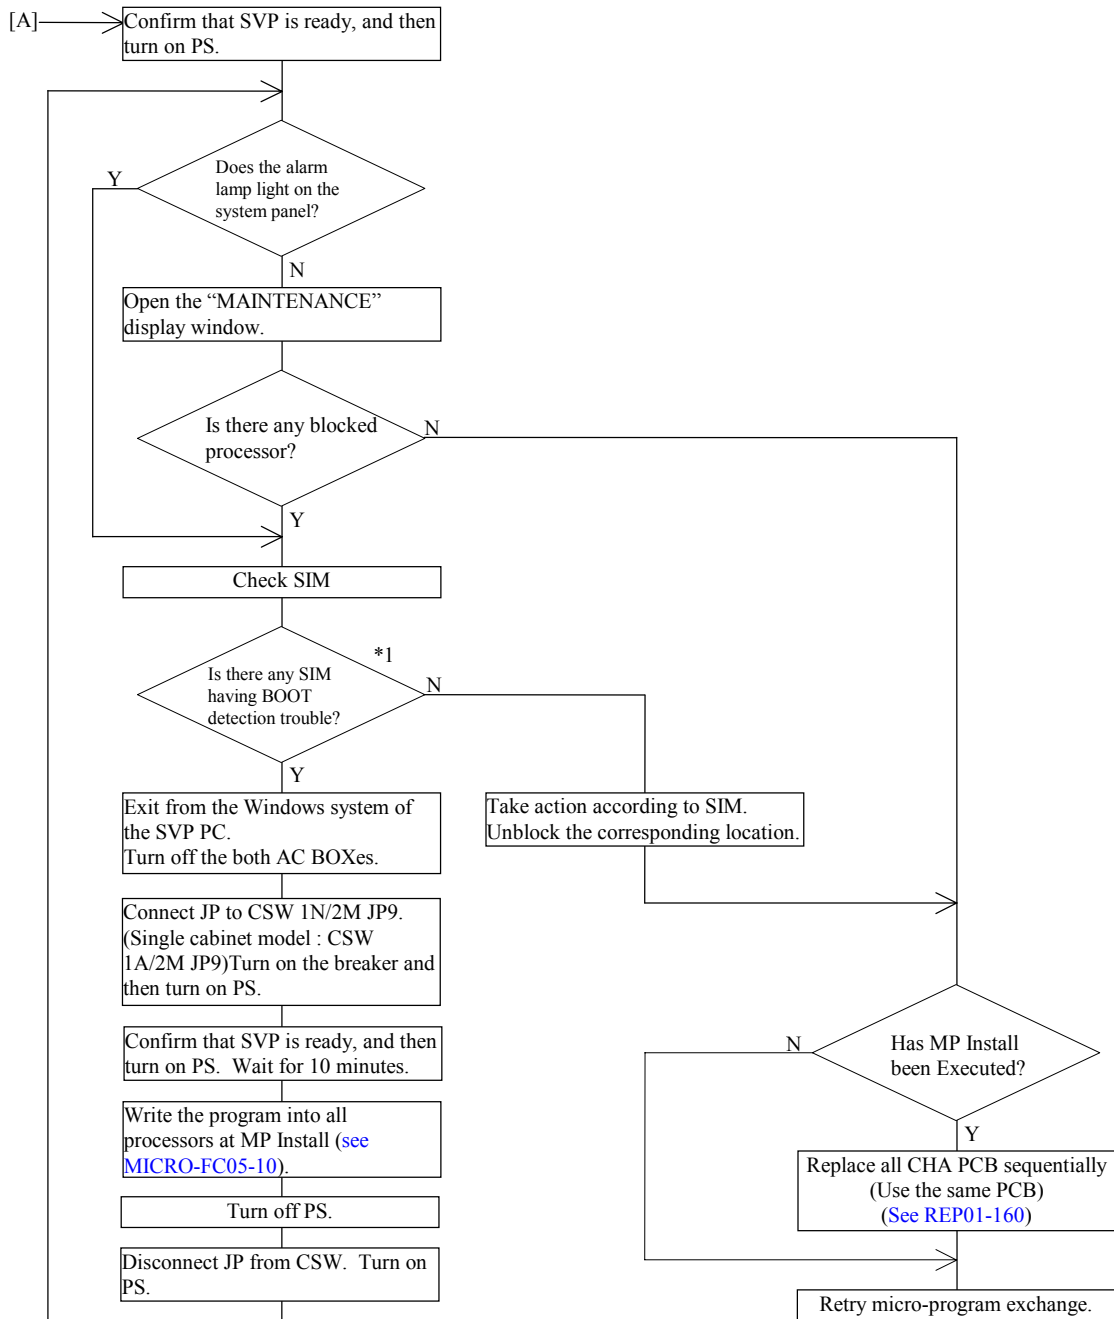 [A]
Confirm that SVP is ready, and then
turn on PS.
Does the alarm
lamp light on the
system panel?
Y
N
Open the “MAINTENANCE”
display window.
Is there any blocked
processor?
N
Y
Check SIM
*1
Is there any SIM
having BOOT
detection trouble?
N
Y
Exit from the Windows system of
the SVP PC.
Turn off the both AC BOXes.
Take action according to SIM.
Unblock the corresponding location.
Connect JP to CSW 1N/2M JP9.
(Single cabinet model : CSW
1A/2M JP9)Turn on the breaker and
then turn on PS.
Confirm that SVP is ready, and then
turn on PS.  Wait for 10 minutes.
Write the program into all
processors at MP Install (see
MICRO-FC05-10).
Turn off PS.
Disconnect JP from CSW.  Turn on
PS.
Has MP Install
been Executed?
N
Y
Replace all CHA PCB sequentially
(Use the same PCB)
(See REP01-160)
Retry micro-program exchange.